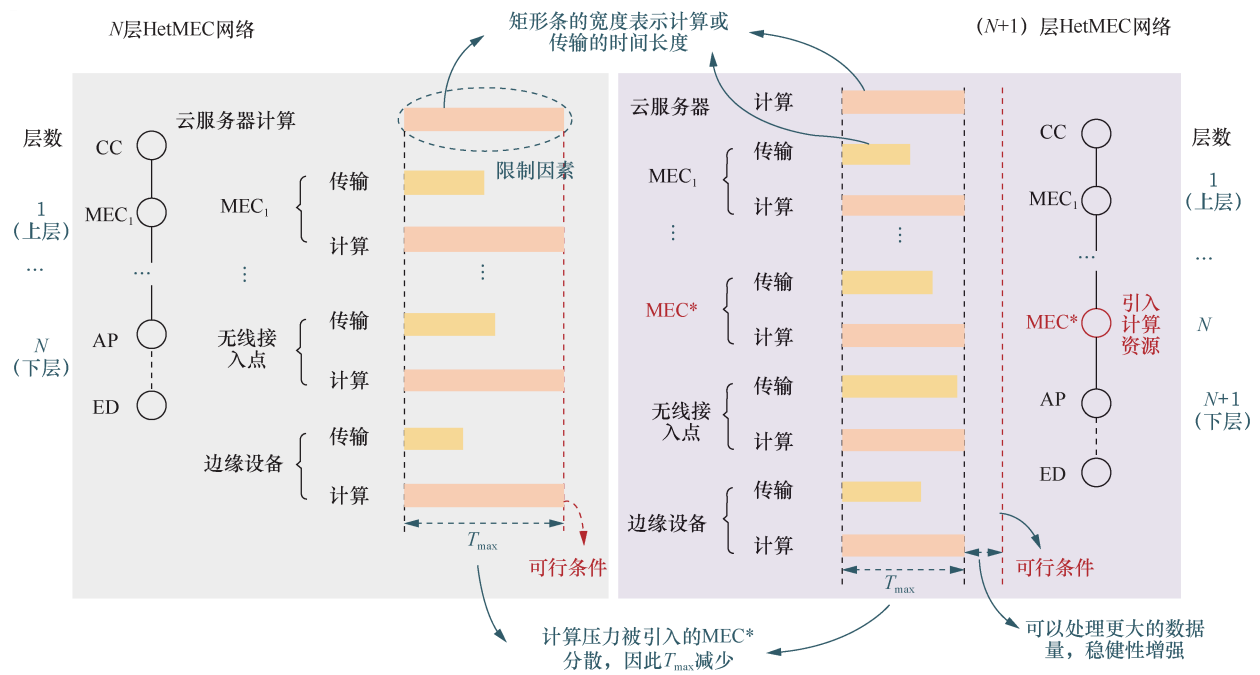 N层HetMEC网络
矩形条的宽度表示计算或
传输的时间长度
(N+1) 层HetMEC网络
层数
CC
云服务器计算
限制因素
1
(上层)
MEC₁
MEC₁
传输
计算
...
...
⋮
⋮
N
(下层)
AP
无线接
入点
传输
计算
ED
边缘设备
传输
计算
Tmax
可行条件
云服务器
计算
MEC₁
传输
计算
⋮
⋮
MEC*
传输
计算
无线接
入点
传输
计算
边缘设备
传输
计算
Tmax
可行条件
CC
层数
MEC₁
1
(上层)
...
...
MEC*
引入
计算
资源
N
AP
N+1
(下层)
ED
计算压力被引入的MEC*
分散，因此Tmax减少
可以处理更大的数据
量，稳健性增强